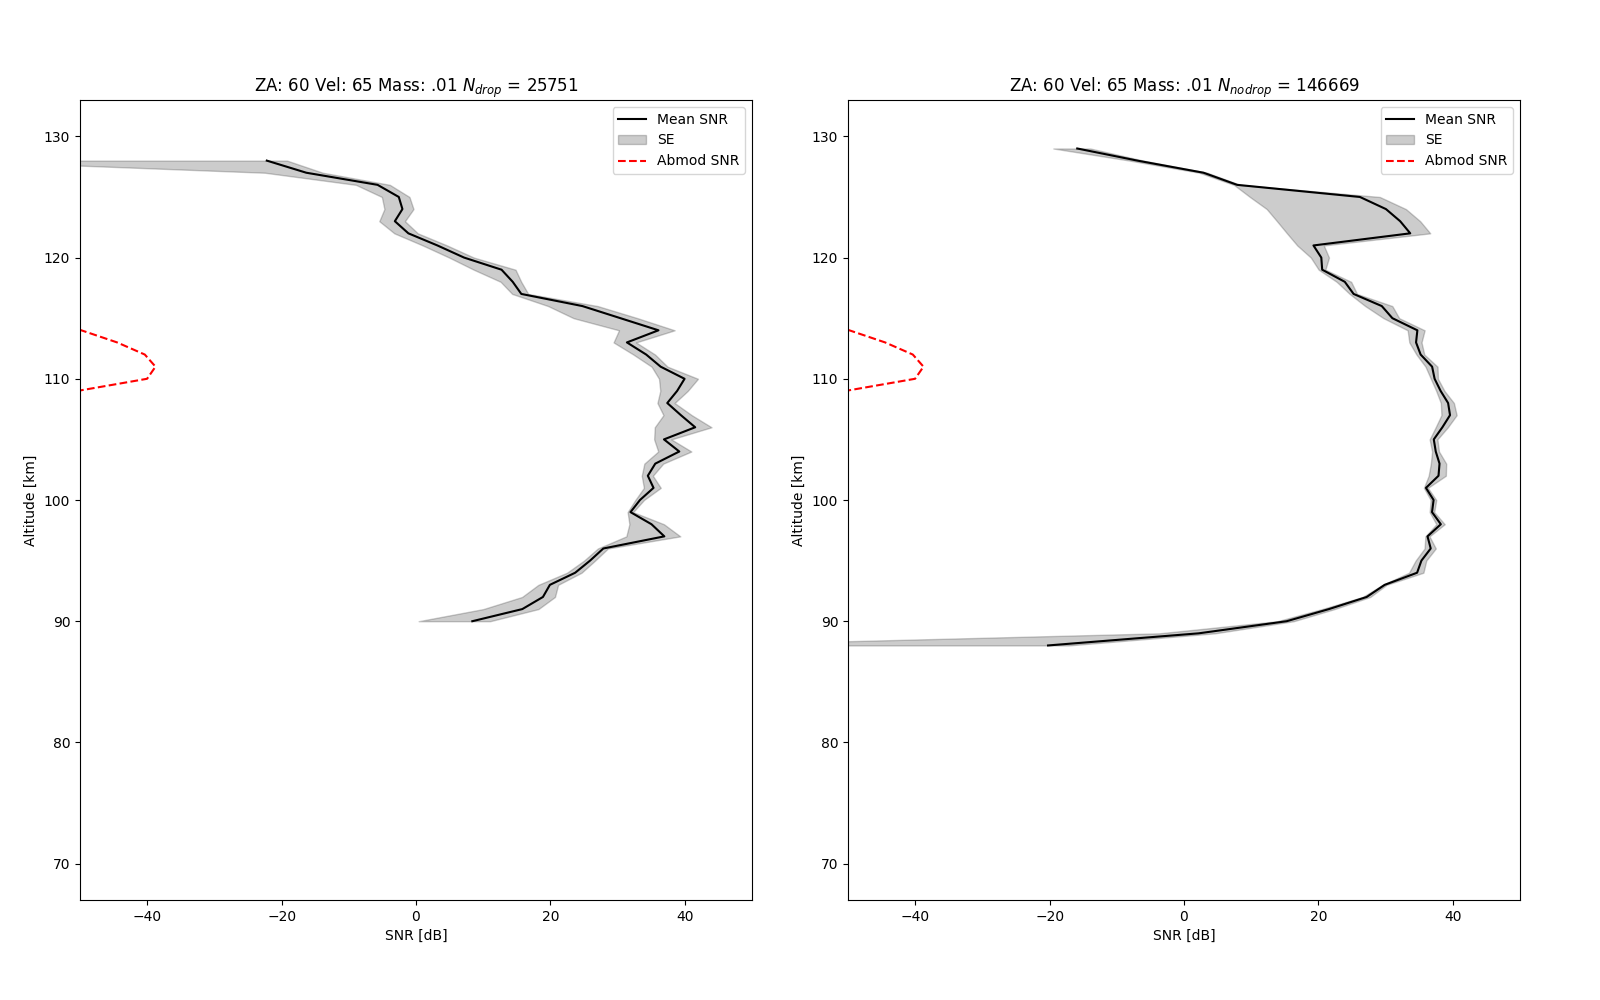 ZA: 60 Vel: 65 Mass: .01 N_drop = 25751
Mean SNR
SE
Abmod SNR
130
120
110
100
90
80
70
Altitude [km]
−40
−20
0
20
40
SNR [dB]
ZA: 60 Vel: 65 Mass: .01 N_nodrop = 146669
Mean SNR
SE
Abmod SNR
130
120
110
100
90
80
70
Altitude [km]
−40
−20
0
20
40
SNR [dB]